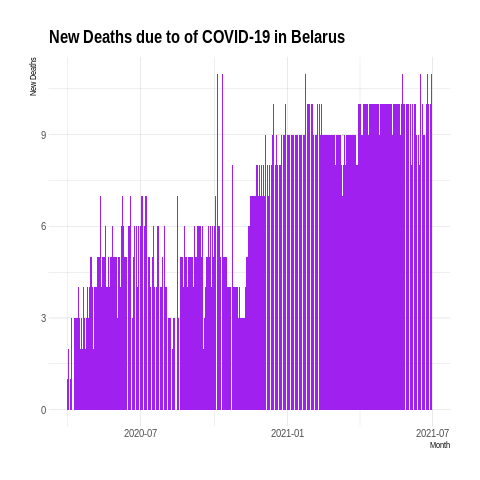 New Deaths due to of COVID-19 in Belarus
New Deaths
9
6
3
0
2020-07 2021-01 2021-07
Month